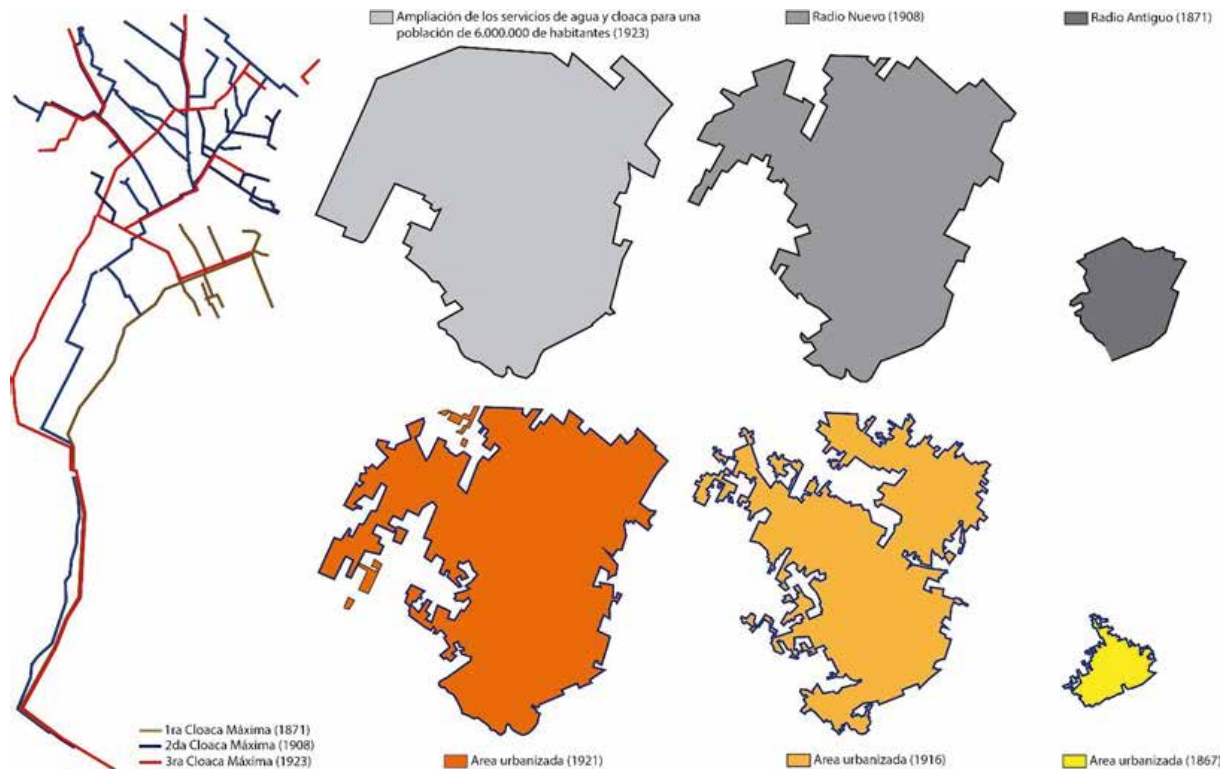 Ampliación de los servicios de agua y cloaca para una
población de 6.000.000 de habitantes (1923)
Radio Nuevo (1908)
Radio Antiguo (1871)
1ra Cloaca Máxima (1871)
2da Cloaca Máxima (1908)
3ra Cloaca Máxima (1923)
Area urbanizada (1921)
Area urbanizada (1916)
Area urbanizada (1867)